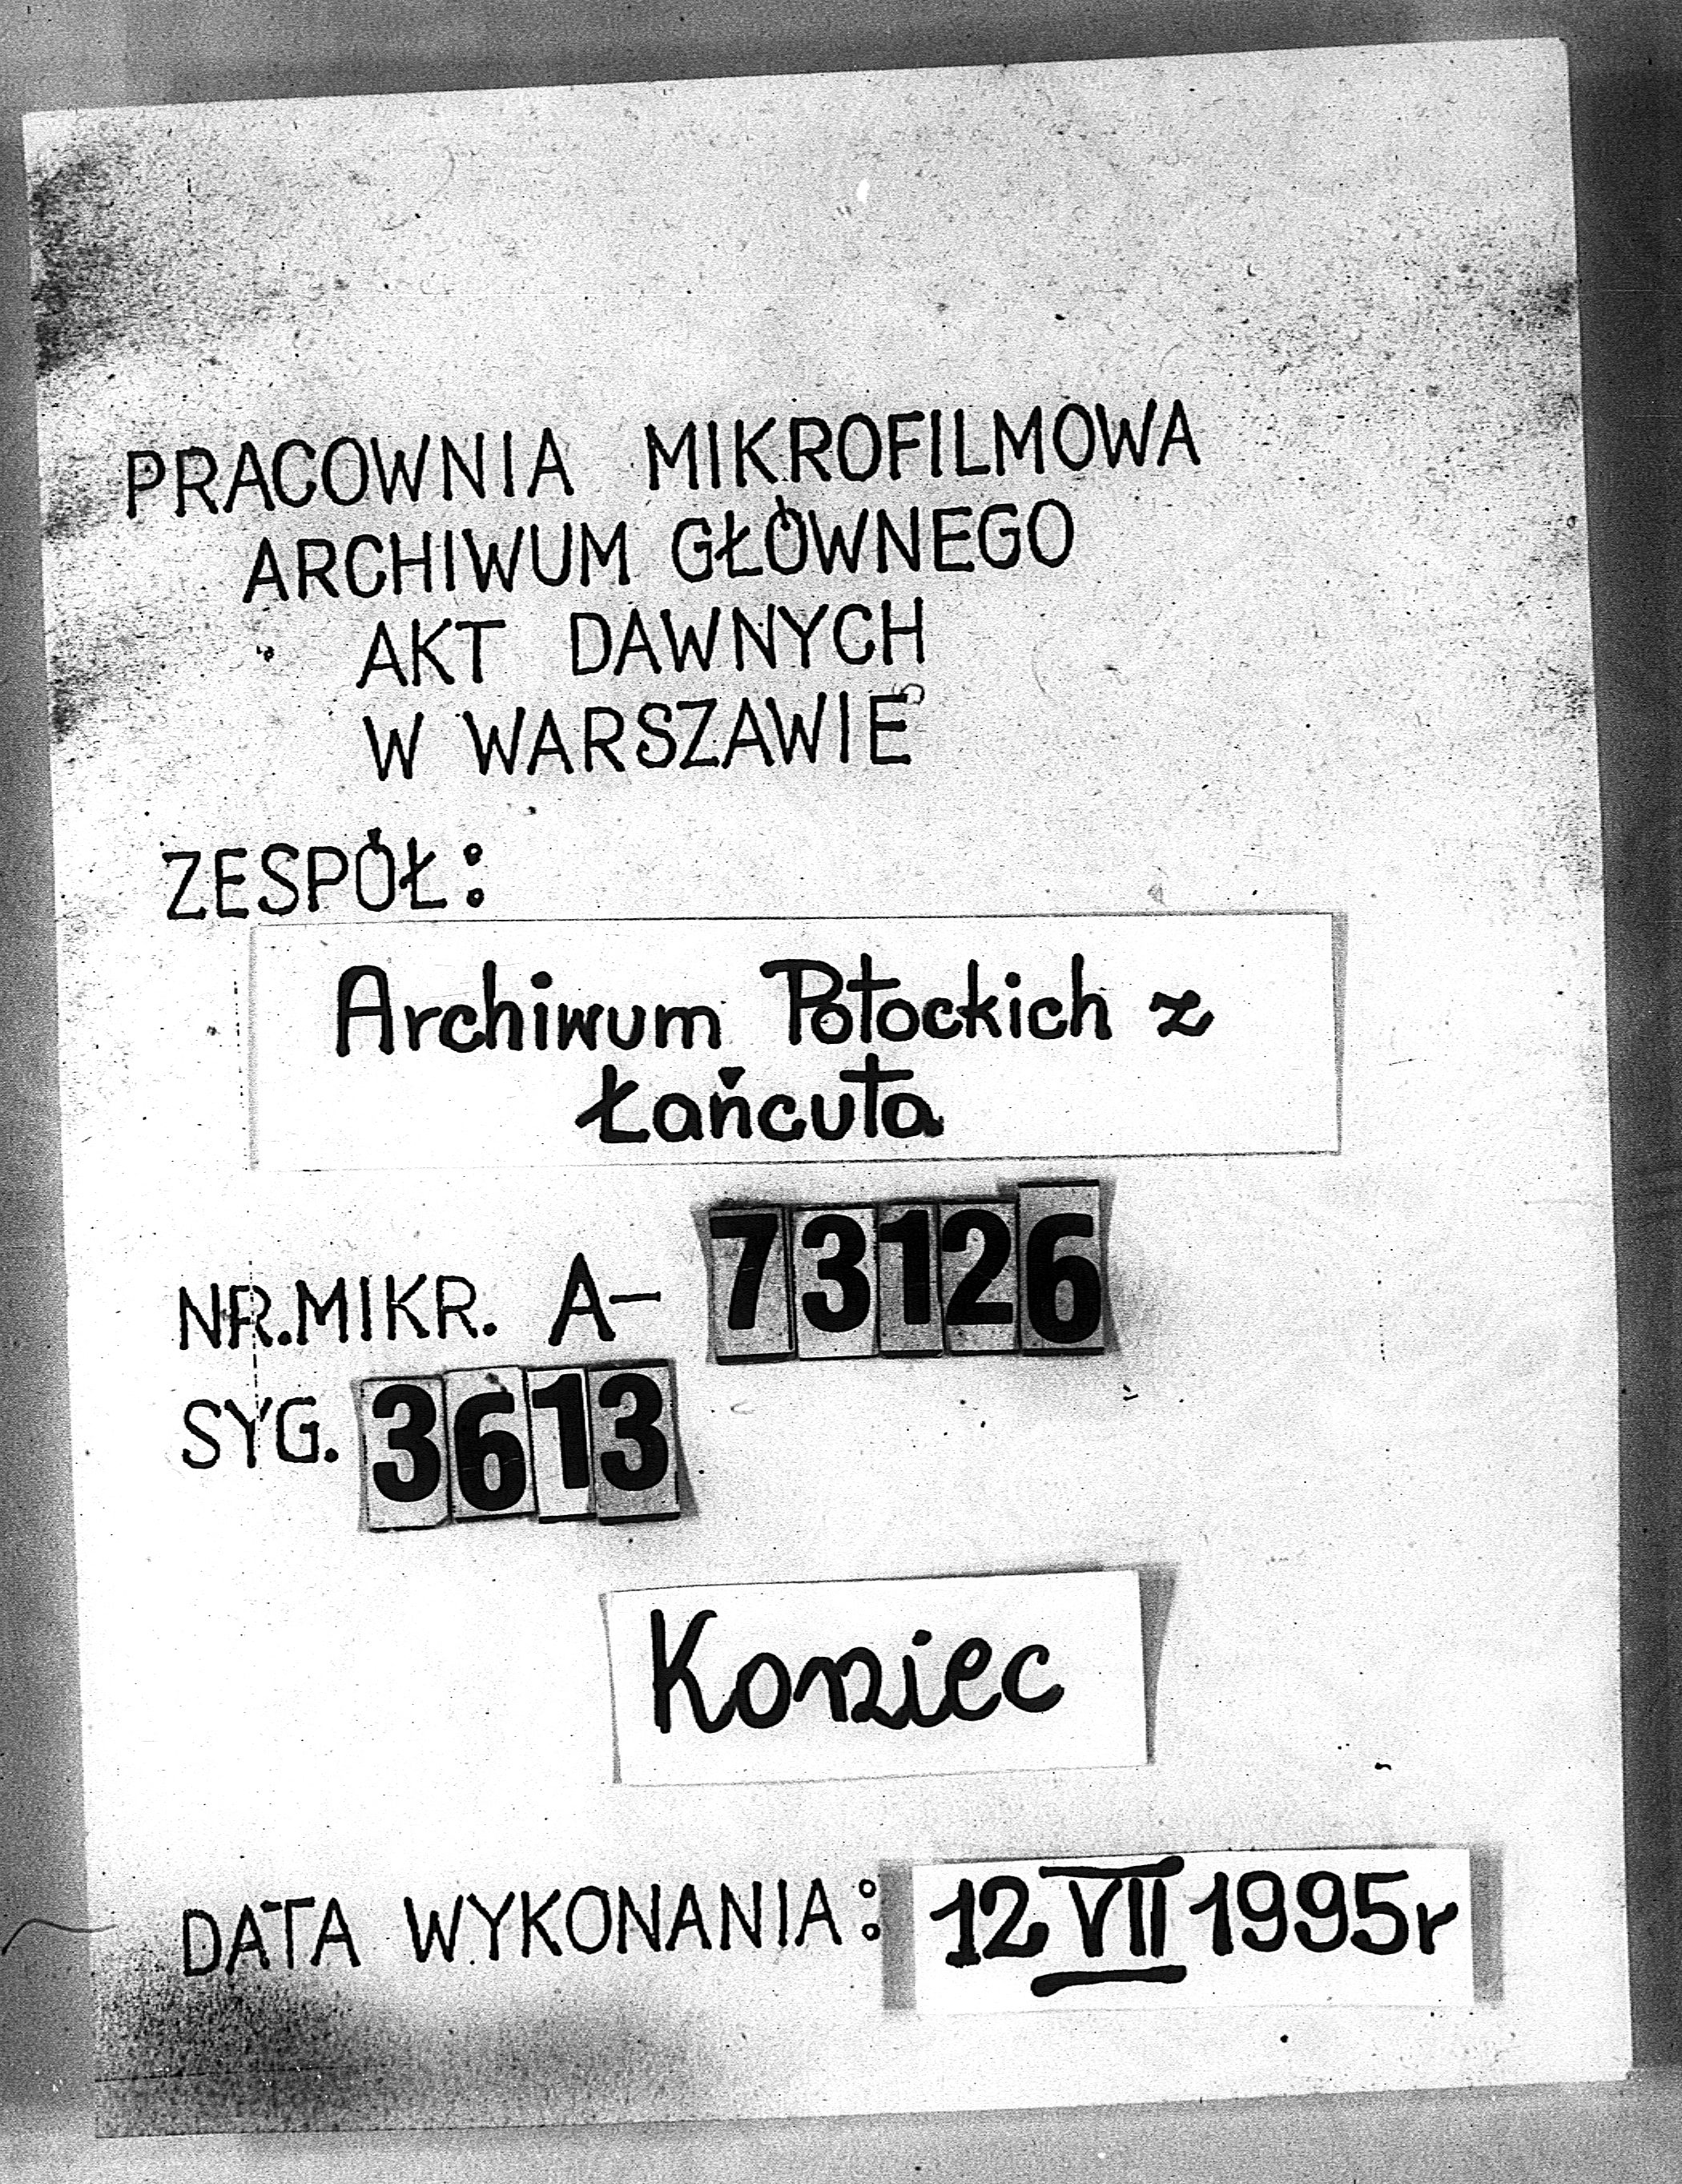 PRACOWNIA MIKROFILMOWA
ARCHIWUM GŁÓWNEGO
AKT DAWNYCH
W WARSZAWIE
ZESPÓŁ:
Archiwum Potockich z
Łańcuta
NR.MIKR. A- 73126
SYG. 3613
Koniec
DATA WYKONANIA: 12 VII 1995r